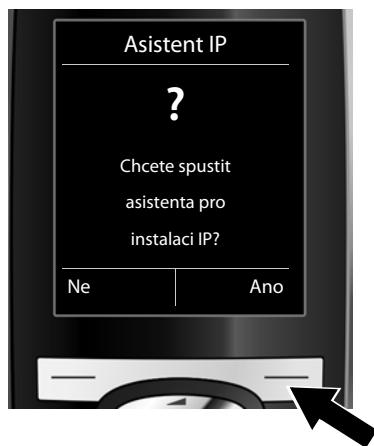 Asistent IP
?
Chcete spustit
asistenta pro
instalaci IP?
Ne Ano